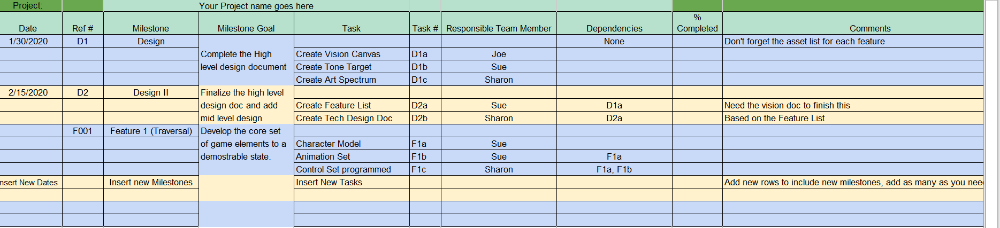 Project: Your Project name goes here
Date Ref # Milestone Milestone Goal Task Task # Responsible Team Member Dependencies % Completed Comments
1/30/2020 D1 Design None Don't forget the asset list for each feature
Complete the High Create Vision Canvas D1a Joe
level design document Create Tone Target D1b Sue
Create Art Spectrum D1c Sharon
2/15/2020 D2 Design II Finalize the high level
design doc and add Create Feature List D2a Sue D1a Need the vision doc to finish this
mid level design Create Tech Design Doc D2b Sharon D2a Based on the Feature List
F001 Feature 1 (Traversal) Develop the core set
of game elements to a Character Model F1a Sue
demostrable state. Animation Set F1b Sue F1a
Control Set programmed F1c Sharon F1a, F1b
nsert New Dates Insert new Milestones Insert New Tasks Add new rows to include new milestones, add as many as you nee